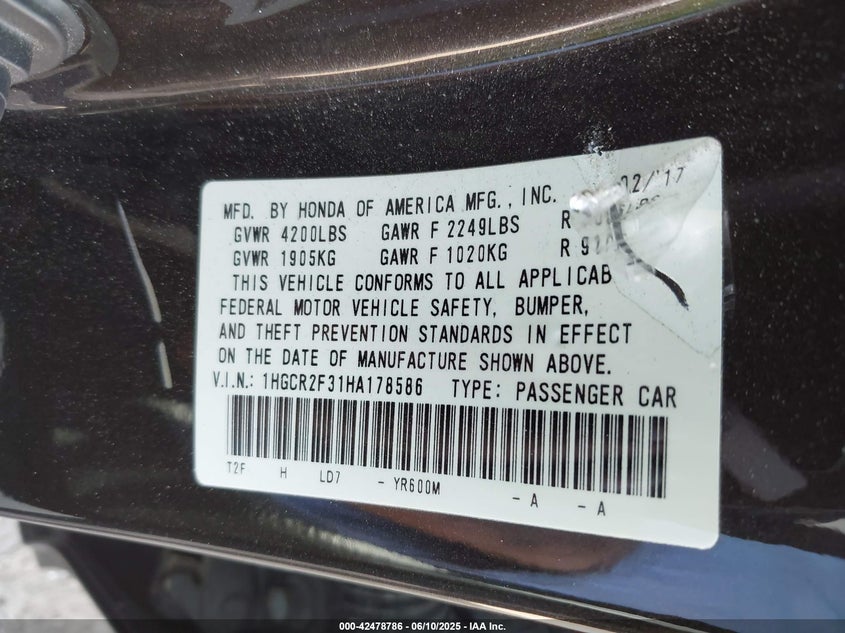 MFD. BY HONDA OF AMERICA MFG., INC. 02/'17
GVWR 4200LBS GAWR F 2249LBS R
GVWR 1905KG GAWR F 1020KG R
THIS VEHICLE CONFORMS TO ALL APPLICAB
FEDERAL MOTOR VEHICLE SAFETY, BUMPER,
AND THEFT PREVENTION STANDARDS IN EFFECT
ON THE DATE OF MANUFACTURE SHOWN ABOVE.
V.I.N.: 1HGCR2F31HA178586 TYPE: PASSENGER CAR
T2F H LD7 - YR600M - A - A
000-42478786 - 06/10/2025 - IAA Inc.